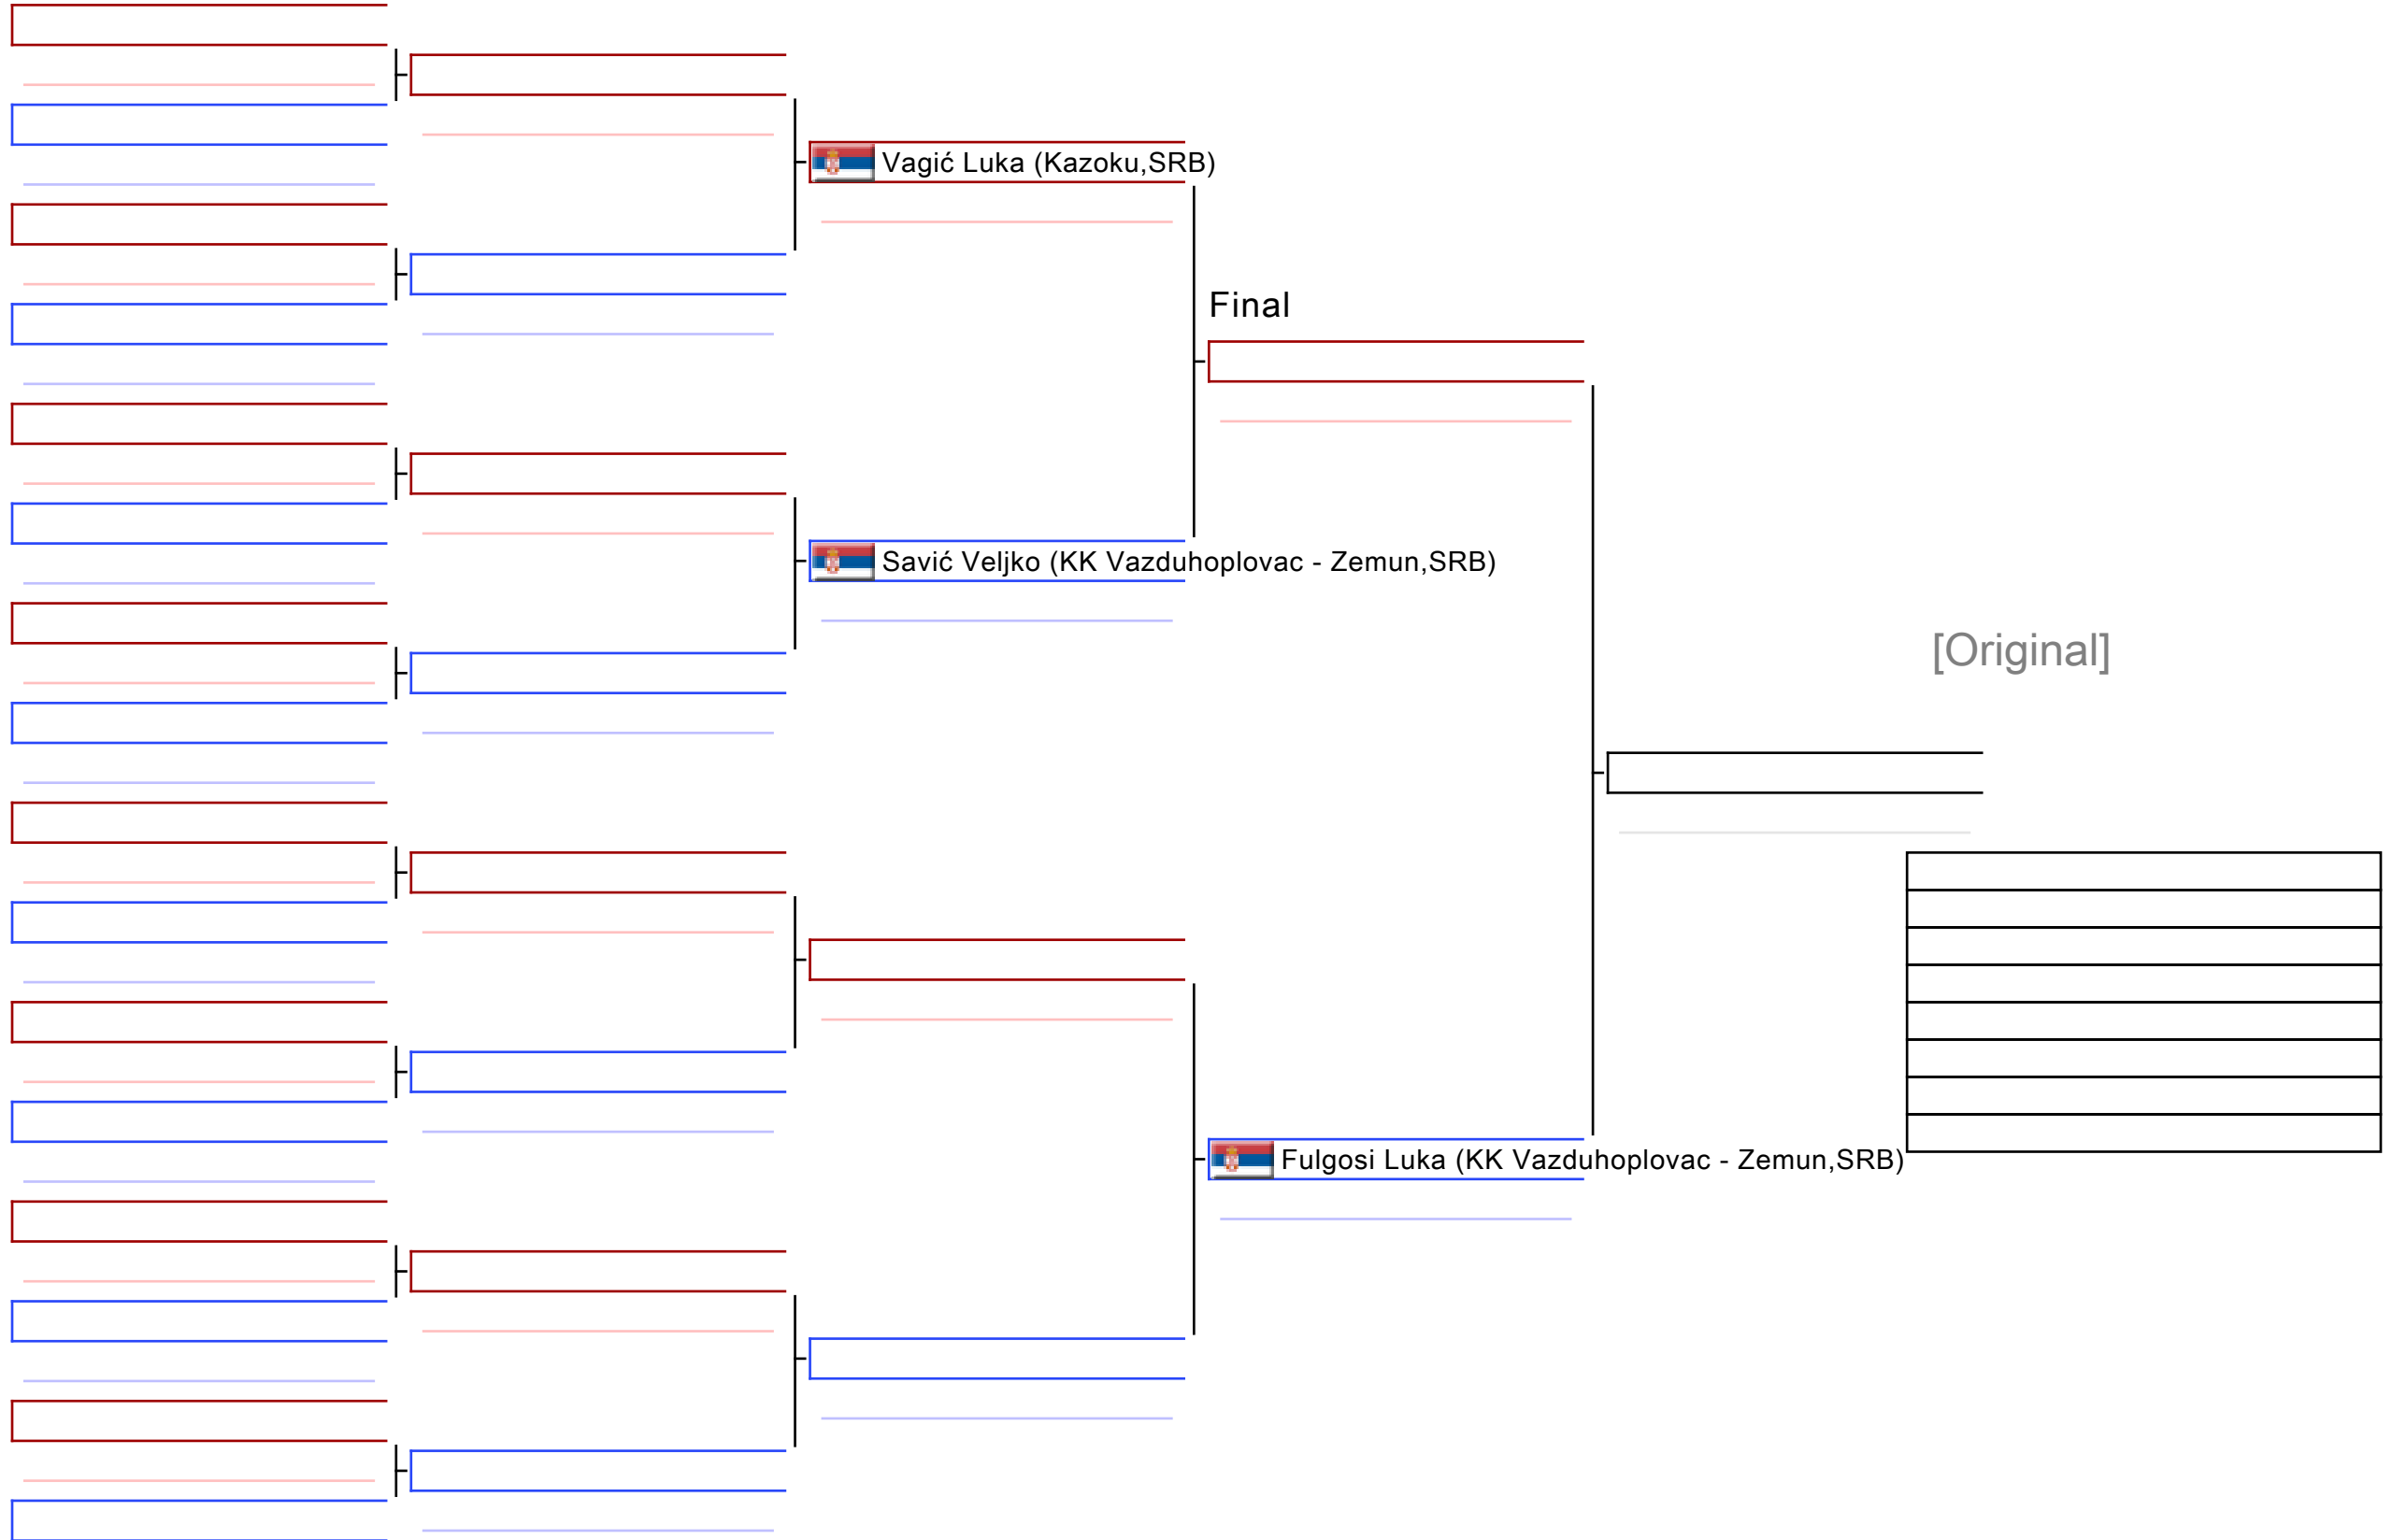 Vagić Luka (Kazoku,SRB)
Final
Savić Veljko (KK Vazduhoplovac - Zemun,SRB)
[Original]
Fulgosi Luka (KK Vazduhoplovac - Zemun,SRB)